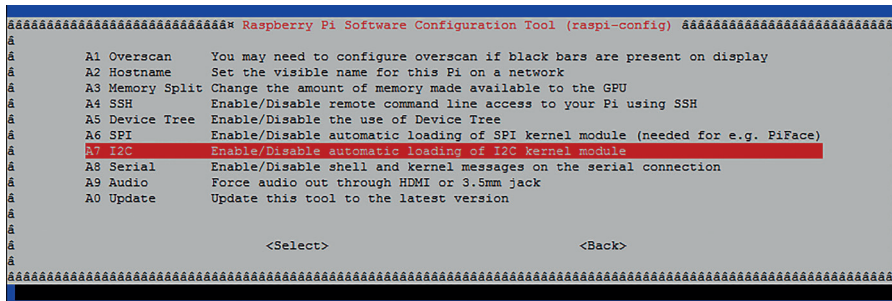 Raspberry Pi Software Configuration Tool (raspi-config)
A1 Overscan You may need to configure overscan if black bars are present on display
A2 Hostname Set the visible name for this Pi on a network
A3 Memory Split Change the amount of memory made available to the GPU
A4 SSH Enable/Disable remote command line access to your Pi using SSH
A5 Device Tree Enable/Disable the use of Device Tree
A6 SPI Enable/Disable automatic loading of SPI kernel module (needed for e.g. PiFace)
A7 I2C Enable/Disable automatic loading of I2C kernel module
A8 Serial Enable/Disable shell and kernel messages on the serial connection
A9 Audio Force audio out through HDMI or 3.5mm jack
A0 Update Update this tool to the latest version
<Select> <Back>